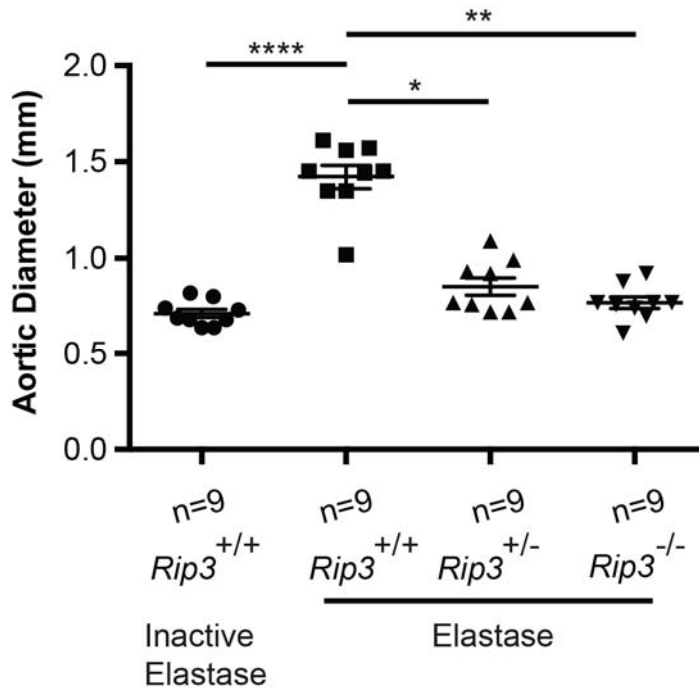 **
****
*
2.0
1.5
1.0
0.5
0.0
Aortic Diameter (mm)
n=9 n=9 n=9 n=9
Rip3+/+ Rip3+/+ Rip3+/- Rip3-/-
Inactive
Elastase
Elastase